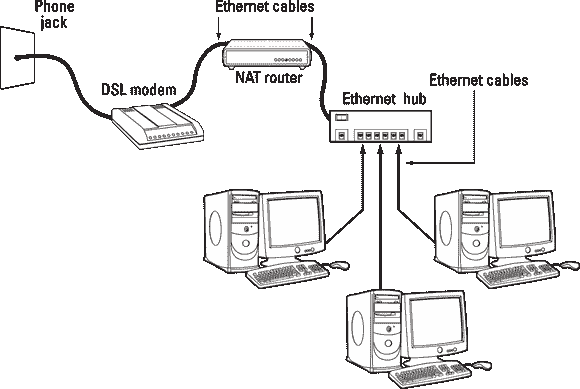 Phone
jack
Ethernet cables
DSL modem
NAT router
Ethernet hub
Ethernet cables